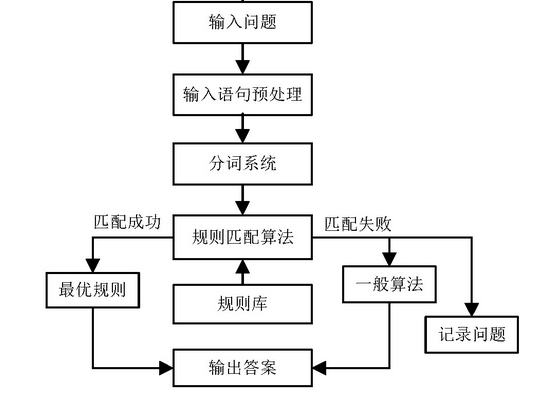 输入问题
输入语句预处理
分词系统
匹配成功
规则匹配算法
匹配失败
最优规则
规则库
一般算法
记录问题
输出答案